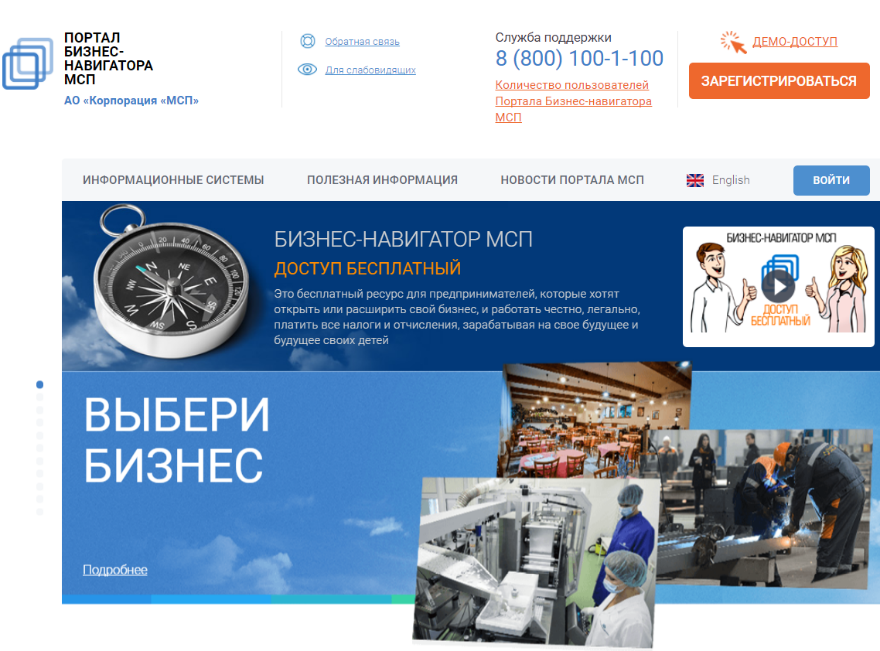 ПОРТАЛ
БИЗНЕС-
НАВИГАТОРА
МСП
АО «Корпорация «МСП»
Обратная связь
Для слабовидящих
Служба поддержки
8 (800) 100-1-100
Количество пользователей
Портала Бизнес-навигатора
МСП
ДЕМО-ДОСТУП
ЗАРЕГИСТРИРОВАТЬСЯ
ИНФОРМАЦИОННЫЕ СИСТЕМЫ
ПОЛЕЗНАЯ ИНФОРМАЦИЯ
НОВОСТИ ПОРТАЛА МСП
English
ВОЙТИ
БИЗНЕС-НАВИГАТОР МСП
ДОСТУП БЕСПЛАТНЫЙ
Это бесплатный ресурс для предпринимателей, которые хотят
открыть или расширить свой бизнес, и работать честно, легально,
платить все налоги и отчисления, зарабатывая на свое будущее и
будущее своих детей
БИЗНЕС-НАВИГАТОР МСП
ДОСТУП
БЕСПЛАТНЫЙ
ВЫБЕРИ
БИЗНЕС
Подробнее